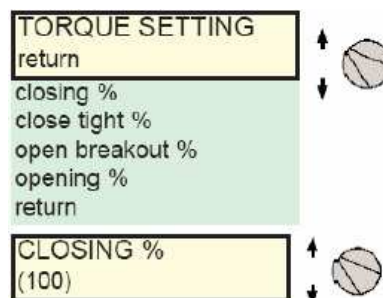 TORQUE SETTING
return
closing %
close tight %
open breakout %
opening %
return
CLOSING %
(100)